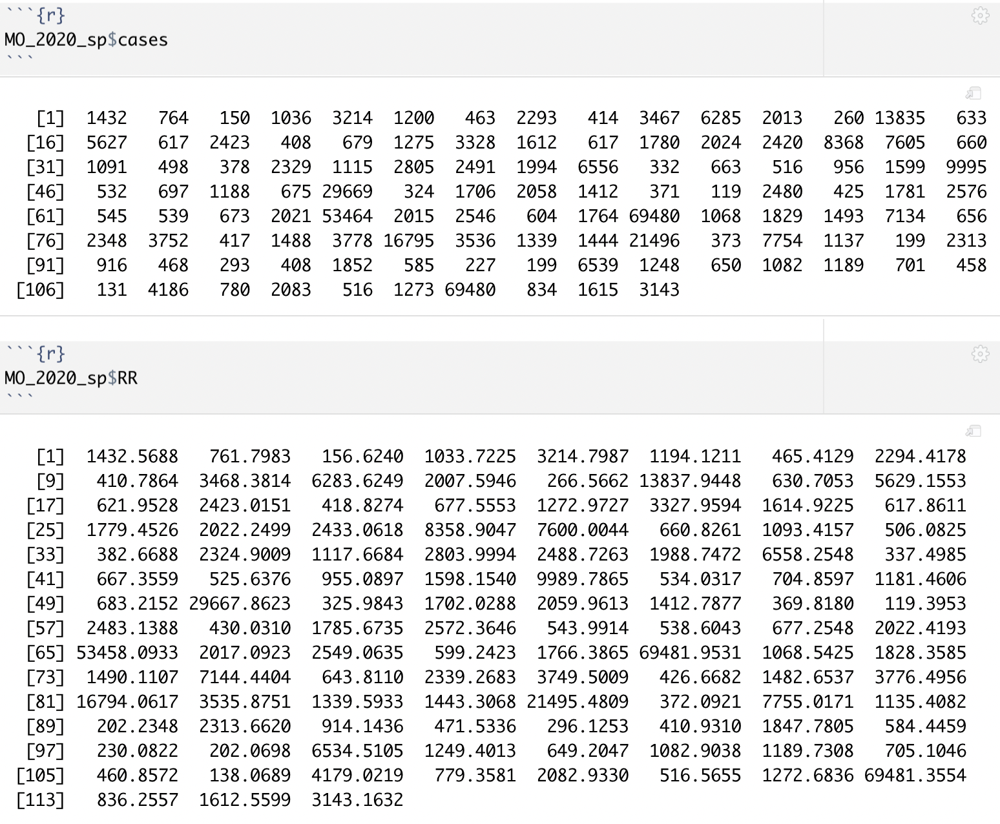 ```{r}
MO_2020_sp$cases
```
[1] 1432 764 150 1036 3214 1200 463 2293 414 3467 6285 2013 260 13835 633
[16] 5627 617 2423 408 679 1275 3328 1612 617 1780 2024 2420 8368 7605 660
[31] 1091 498 378 2329 1115 2805 2491 1994 6556 332 663 516 956 1599 9995
[46] 532 697 1188 675 29669 324 1706 2058 1412 371 119 2480 425 1781 2576
[61] 545 539 673 2021 53464 2015 2546 604 1764 69480 1068 1829 1493 7134 656
[76] 2348 3752 417 1488 3778 16795 3536 1339 1444 21496 373 7754 1137 199 2313
[91] 916 468 293 408 1852 585 227 199 6539 1248 650 1082 1189 701 458
[106] 131 4186 780 2083 516 1273 69480 834 1615 3143
```{r}
MO_2020_sp$RR
```
[1] 1432.5688 761.7983 156.6240 1033.7225 3214.7987 1194.1211 465.4129 2294.4178
[9] 410.7864 3468.3814 6283.6249 2007.5946 266.5662 13837.9448 630.7053 5629.1553
[17] 621.9528 2423.0151 418.8274 677.5553 1272.9727 3327.9594 1614.9225 617.8611
[25] 1779.4526 2022.2499 2433.0618 8358.9047 7600.0044 660.8261 1093.4157 506.0825
[33] 382.6688 2324.9009 1117.6684 2803.9994 2488.7263 1988.7472 6558.2548 337.4985
[41] 667.3559 525.6376 955.0897 1598.1540 9989.7865 534.0317 704.8597 1181.4606
[49] 683.2152 29667.8623 325.9843 1702.0288 2059.9613 1412.7877 369.8180 119.3953
[57] 2483.1388 430.0310 1785.6735 2572.3646 543.9914 538.6043 677.2548 2022.4193
[65] 53458.0933 2017.0923 2549.0635 599.2423 1766.3865 69481.9531 1068.5425 1828.3585
[73] 1490.1107 7144.4404 643.8110 2339.2683 3749.5009 426.6682 1482.6537 3776.4956
[81] 16794.0617 3535.8751 1339.5933 1443.3068 21495.4809 372.0921 7755.0171 1135.4082
[89] 202.2348 2313.6620 914.1436 471.5336 296.1253 410.9310 1847.7805 584.4459
[97] 230.0822 202.0698 6534.5105 1249.4013 649.2047 1082.9038 1189.7308 705.1046
[105] 460.8572 138.0689 4179.0219 779.3581 2082.9330 516.5655 1272.6836 69481.3554
[113] 836.2557 1612.5599 3143.1632